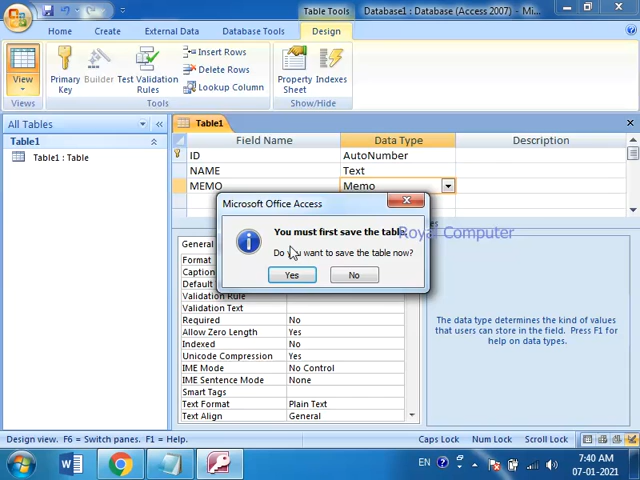 Table Tools
Database1 : Database (Access 2007) - Mi...
Home
Create
External Data
Database Tools
Design
View
Views
Primary
Key
Builder
Test Validation
Rules
Insert Rows
Delete Rows
Lookup Column
Tools
Property
Sheet
Indexes
Show/Hide
All Tables
Table1
Table1 : Table
Table1
Field Name
Data Type
Description
ID
AutoNumber
NAME
Text
MEMO
Memo
Microsoft Office Access
You must first save the table.
Do you want to save the table now?
Yes
No
Royal Computer
General
Format
Caption
Default
Validation Rule
Validation Text
Required
No
Allow Zero Length
Yes
Indexed
No
Unicode Compression
Yes
IME Mode
No Control
IME Sentence Mode
None
Smart Tags
Text Format
Plain Text
Text Align
General
The data type determines the kind of values
that users can store in the field. Press F1 for
help on data types.
Design view. F6 = Switch panes. F1 = Help.
Caps Lock
Num Lock
Scroll Lock
EN
7:40 AM
07-01-2021